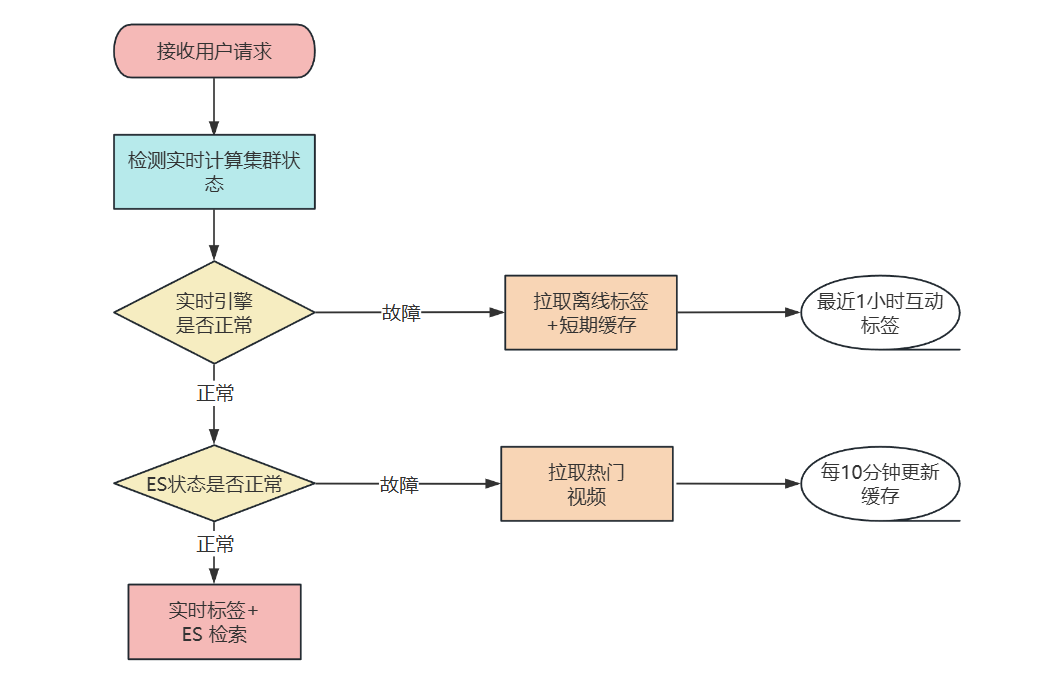 接收用户请求
检测实时计算集群状
态
实时引擎
是否正常
故障
拉取离线标签
+短期缓存
最近1小时互动
标签
正常
ES状态是否正常
故障
拉取热门
视频
每10分钟更新
缓存
正常
实时标签+
ES 检索